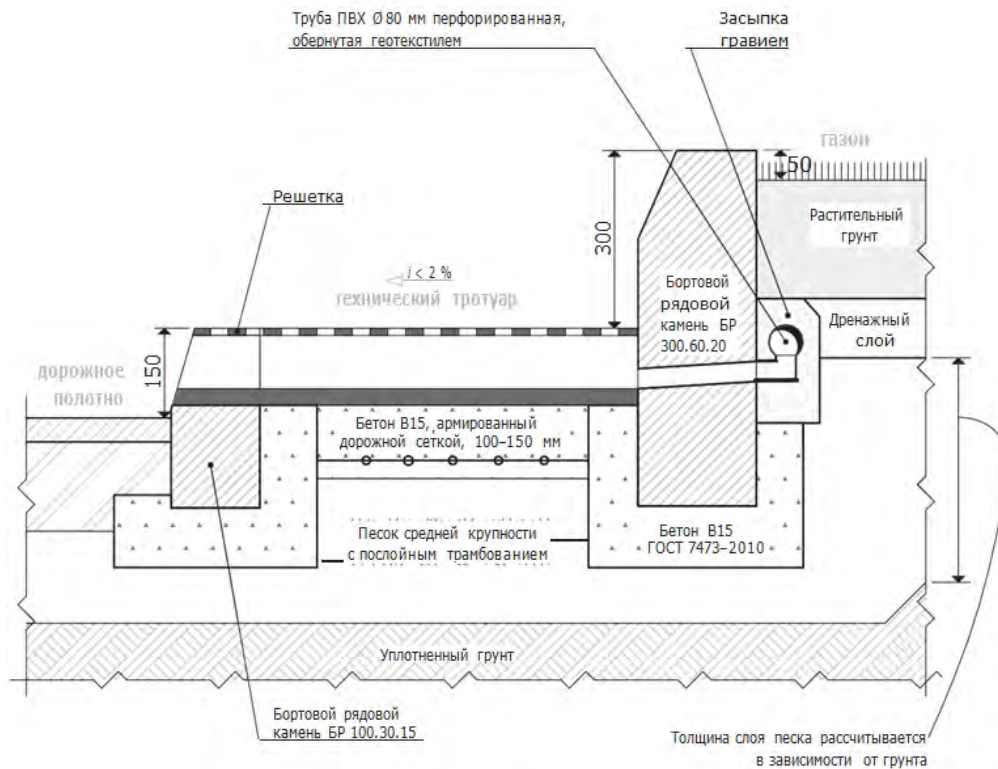 Труба ПВХ Ø 80 мм перфорированная,
обернутая геотекстилем
Засыпка
гравием
газон
50
Решетка
300
Растительный
грунт
i < 2 %
технический тротуар
Бортовой
рядовой
камень БР
300.60.20
Дренажный
слой
дорожное
полотно
150
Бетон В15, армированный
дорожной сеткой, 100–150 мм
Песок средней крупности
с послойным трамбованием
Бетон В15
ГОСТ 7473–2010
Уплотненный грунт
Бортовой рядовой
камень БР 100.30.15
Толщина слоя песка рассчитывается
в зависимости от грунта